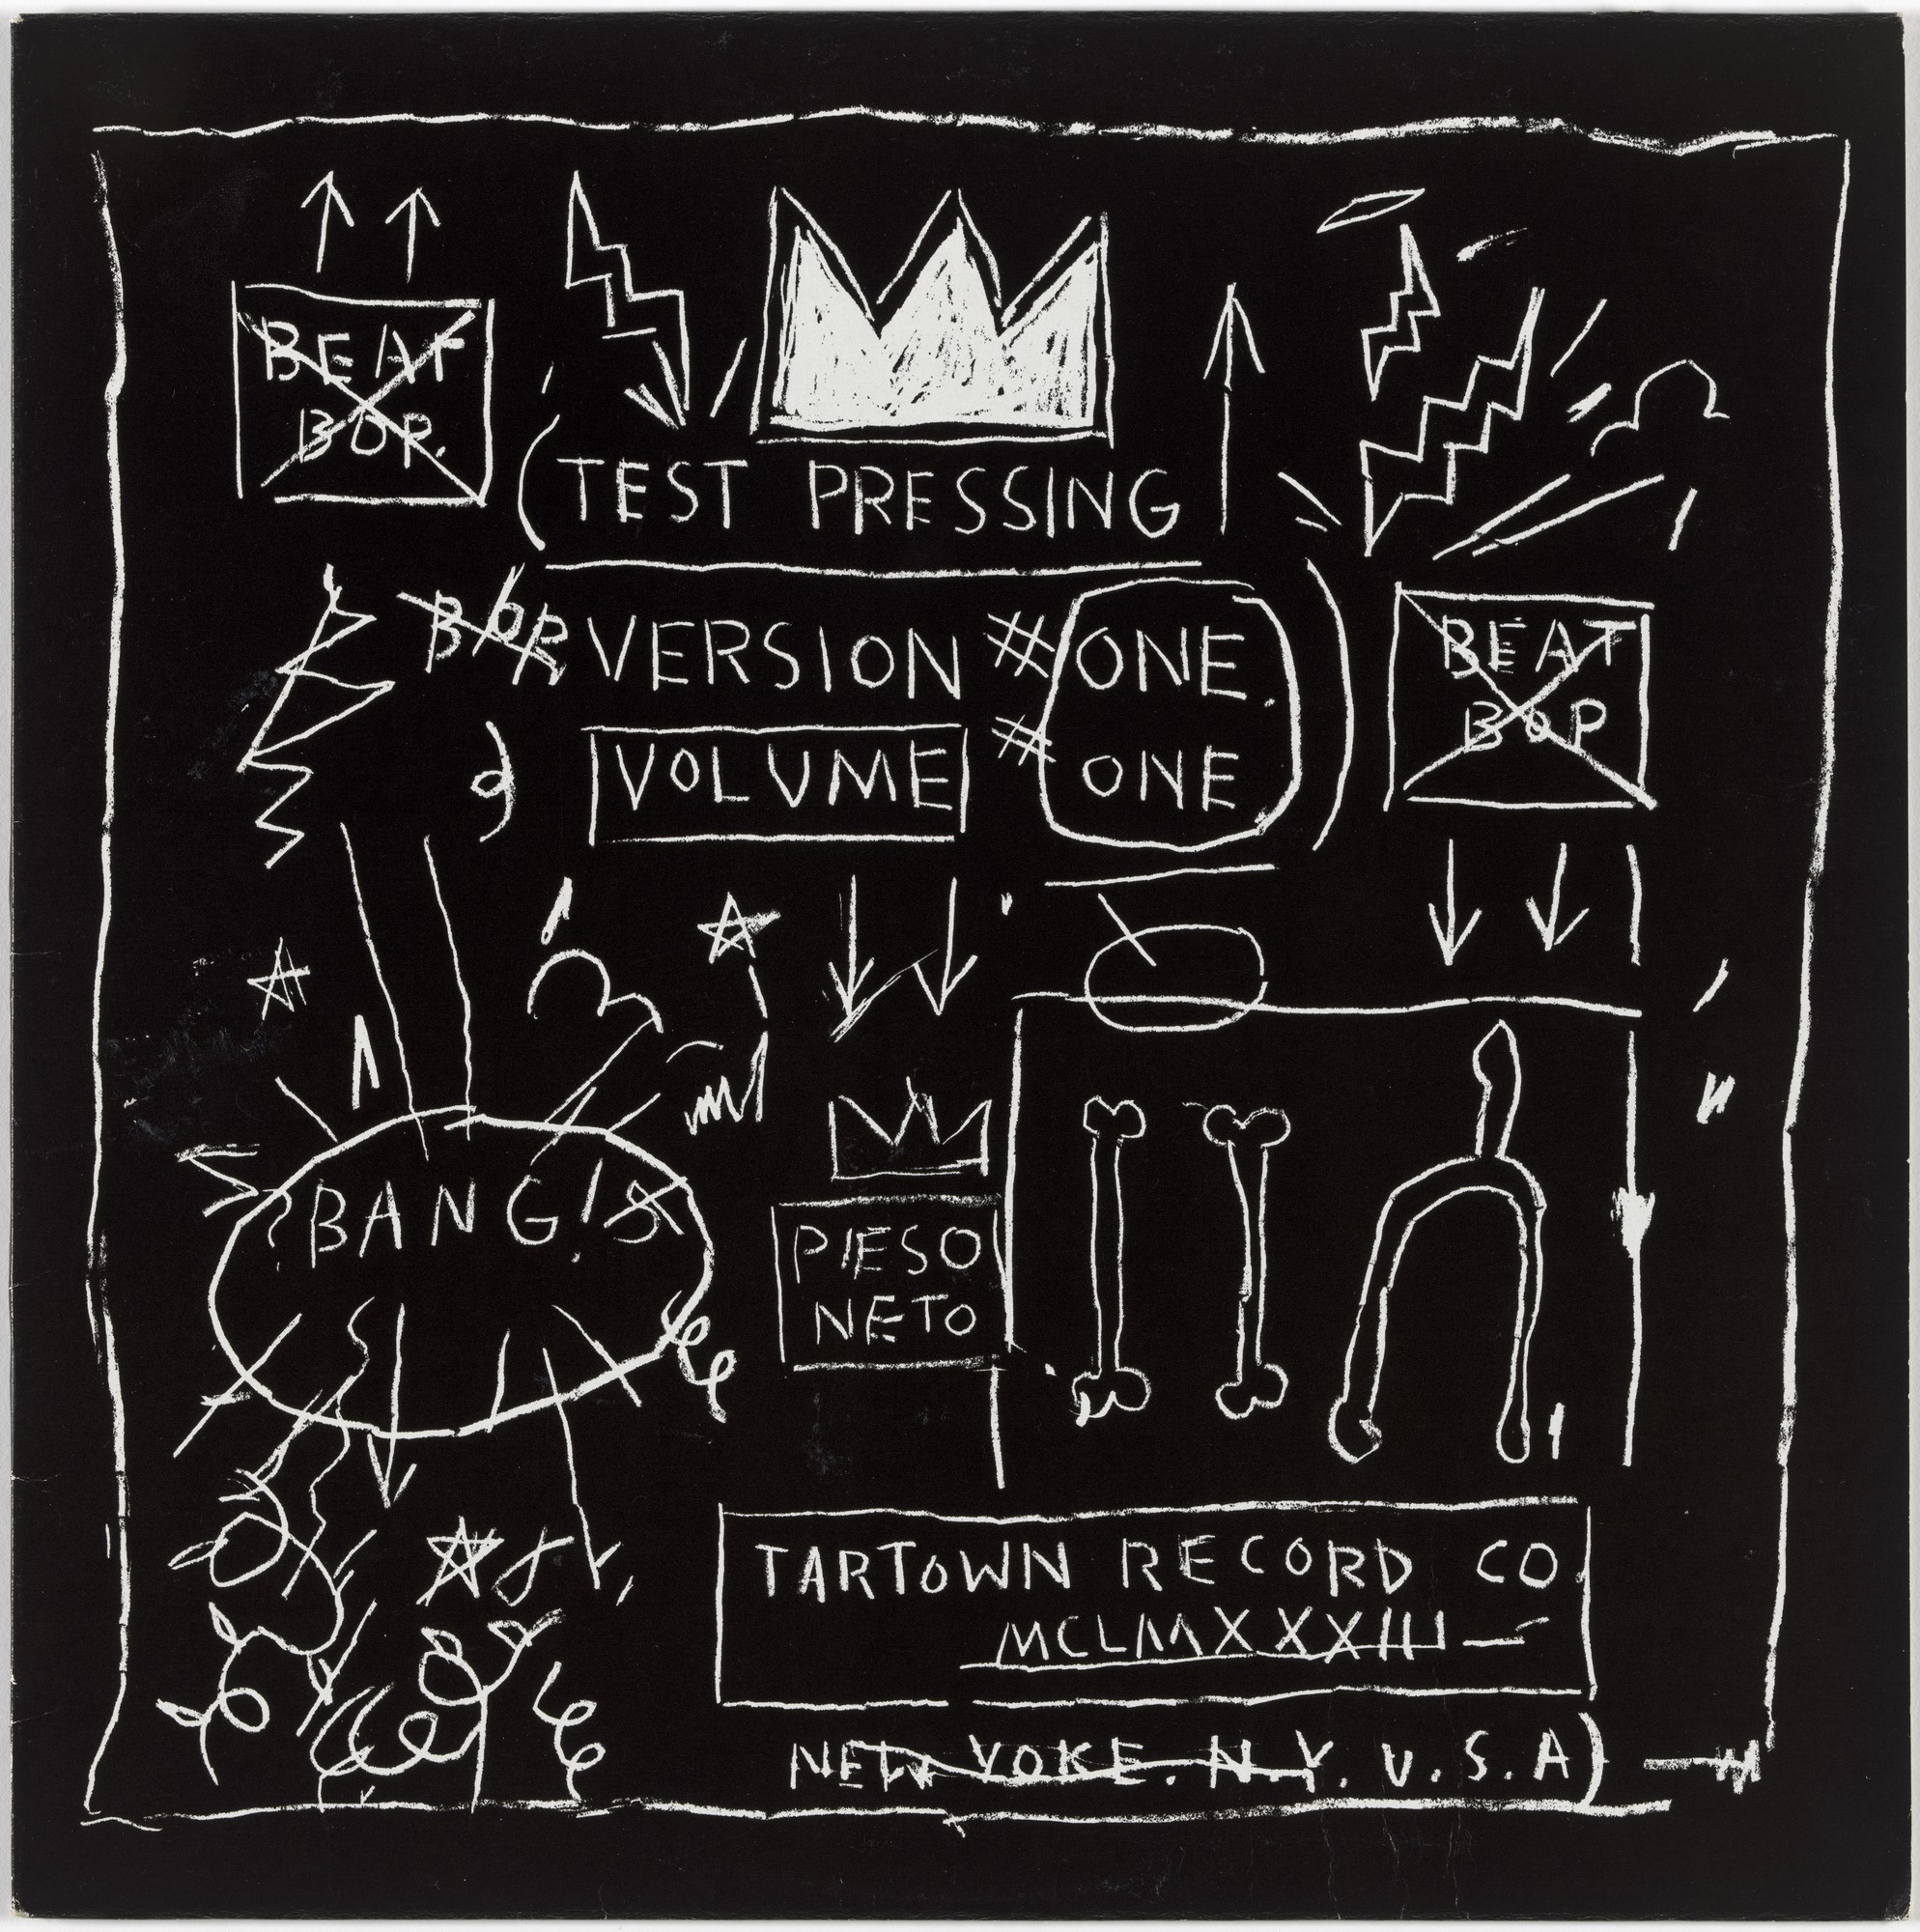 BEAT
BOP.
(TEST PRESSING
BOP VERSION # ONE.
VOLUME # ONE
)
BEAT
BOP
?BANG!
PIESO
NETO
TARTOWN RECORD CO
MCLMXXXIII —
NEW YOKE. N.Y. U.S.A)